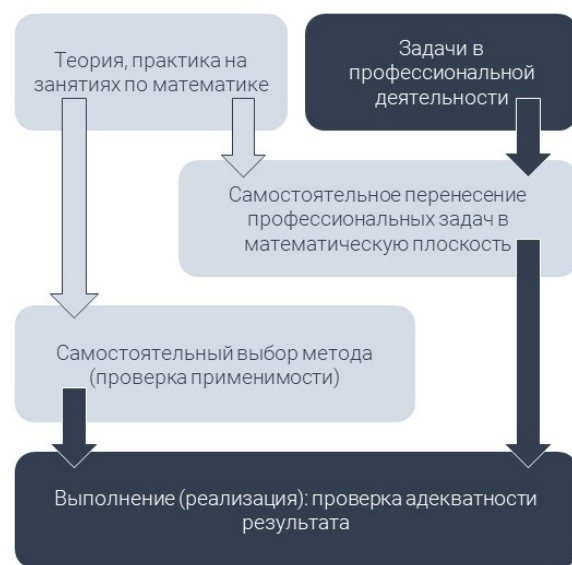 Теория, практика на
занятиях по математике
Задачи в
профессиональной
деятельности
Самостоятельное перенесение
профессиональных задач в
математическую плоскость
Самостоятельный выбор метода
(проверка применимости)
Выполнение (реализация): проверка адекватности
результата